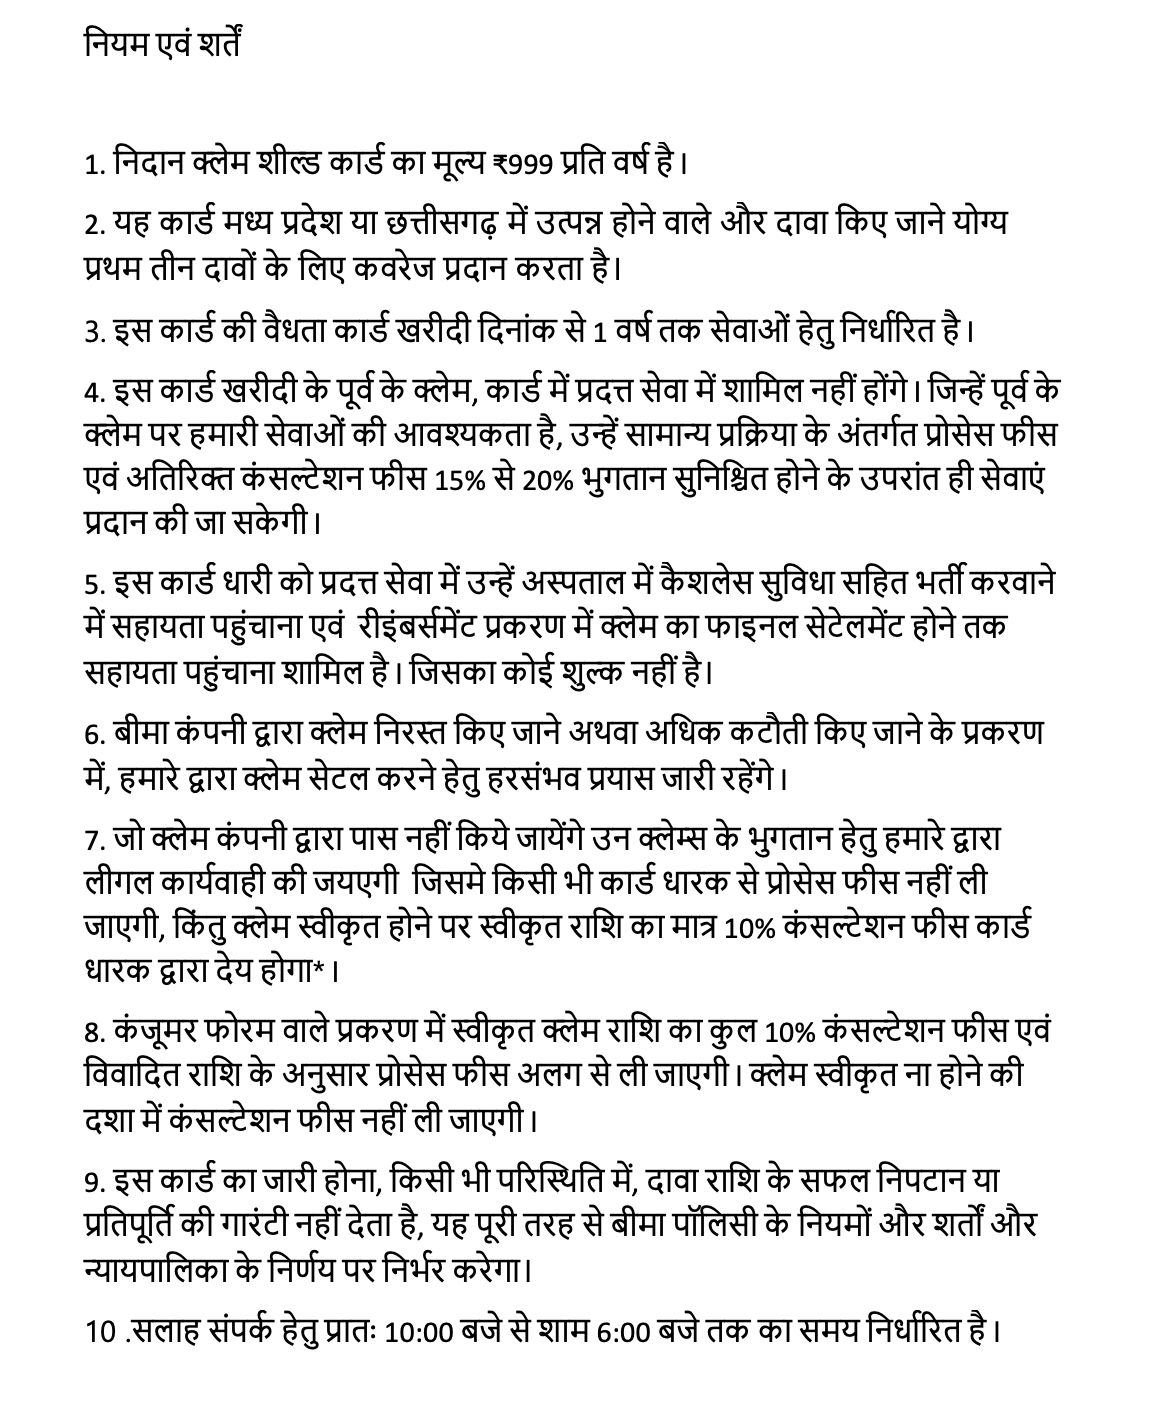 नियम एवं शर्तें
1. निदान क्लेम शील्ड कार्ड का मूल्य ₹999 प्रति वर्ष है।
2. यह कार्ड मध्य प्रदेश या छत्तीसगढ़ में उत्पन्न होने वाले और दावा किए जाने योग्य
प्रथम तीन दावों के लिए कवरेज प्रदान करता है।
3. इस कार्ड की वैधता कार्ड खरीदी दिनांक से 1 वर्ष तक सेवाओं हेतु निर्धारित है।
4. इस कार्ड खरीदी के पूर्व के क्लेम, कार्ड में प्रदत्त सेवा में शामिल नहीं होंगे। जिन्हें पूर्व के
क्लेम पर हमारी सेवाओं की आवश्यकता है, उन्हें सामान्य प्रक्रिया के अंतर्गत प्रोसेस फीस
एवं अतिरिक्त कंसल्टेशन फीस 15% से 20% भुगतान सुनिश्चित होने के उपरांत ही सेवाएं
प्रदान की जा सकेगी।
5. इस कार्ड धारी को प्रदत्त सेवा में उन्हें अस्पताल में कैशलेस सुविधा सहित भर्ती करवाने
में सहायता पहुंचाना एवं  रीइंबर्समेंट प्रकरण में क्लेम का फाइनल सेटेलमेंट होने तक
सहायता पहुंचाना शामिल है। जिसका कोई शुल्क नहीं है।
6. बीमा कंपनी द्वारा क्लेम निरस्त किए जाने अथवा अधिक कटौती किए जाने के प्रकरण
में, हमारे द्वारा क्लेम सेटल करने हेतु हरसंभव प्रयास जारी रहेंगे।
7. जो क्लेम कंपनी द्वारा पास नहीं किये जायेंगे उन क्लेम्स के भुगतान हेतु हमारे द्वारा
लीगल कार्यवाही की जयएगी  जिसमे किसी भी कार्ड धारक से प्रोसेस फीस नहीं ली
जाएगी, किंतु क्लेम स्वीकृत होने पर स्वीकृत राशि का मात्र 10% कंसल्टेशन फीस कार्ड
धारक द्वारा देय होगा*।
8. कंजूमर फोरम वाले प्रकरण में स्वीकृत क्लेम राशि का कुल 10% कंसल्टेशन फीस एवं
विवादित राशि के अनुसार प्रोसेस फीस अलग से ली जाएगी। क्लेम स्वीकृत ना होने की
दशा में कंसल्टेशन फीस नहीं ली जाएगी।
9. इस कार्ड का जारी होना, किसी भी परिस्थिति में, दावा राशि के सफल निपटान या
प्रतिपूर्ति की गारंटी नहीं देता है, यह पूरी तरह से बीमा पॉलिसी के नियमों और शर्तों और
न्यायपालिका के निर्णय पर निर्भर करेगा।
10 .सलाह संपर्क हेतु प्रातः 10:00 बजे से शाम 6:00 बजे तक का समय निर्धारित है।